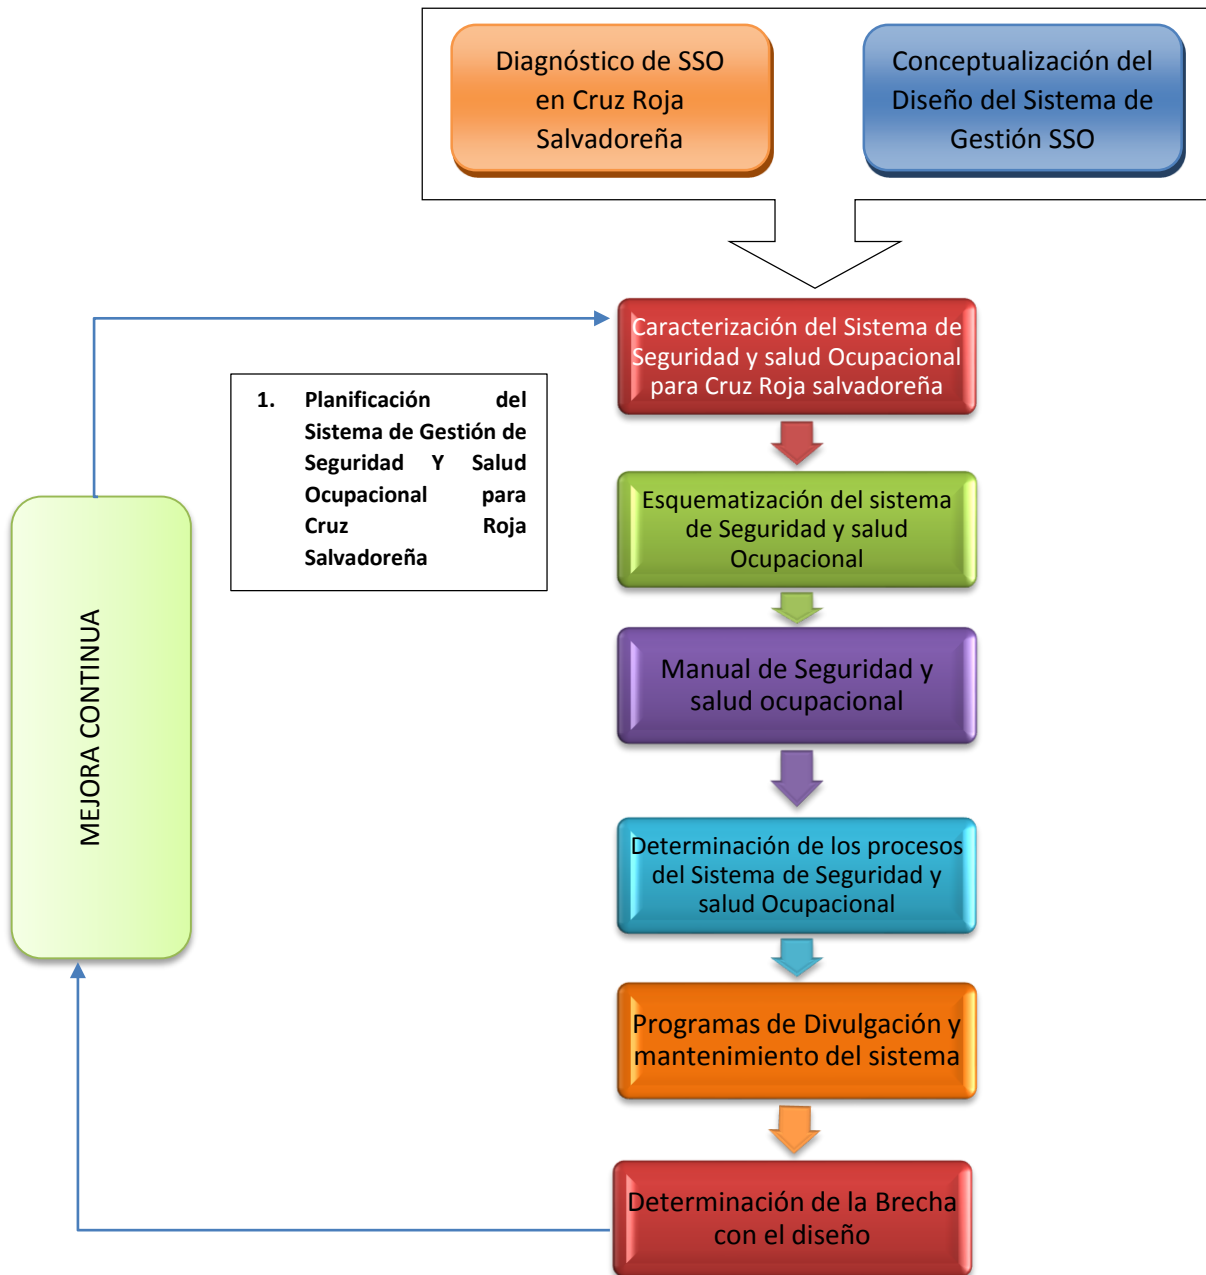 Diagnóstico de SSO
en Cruz Roja
Salvadoreña
Conceptualización del
Diseño del Sistema de
Gestión SSO
Caracterización del Sistema de
Seguridad y salud Ocupacional
para Cruz Roja salvadoreña
1. Planificación del
Sistema de Gestión de
Seguridad Y Salud
Ocupacional para
Cruz Roja
Salvadoreña
Esquematización del sistema
de Seguridad y salud
Ocupacional
MEJORA CONTINUA
Manual de Seguridad y
salud ocupacional
Determinación de los procesos
del Sistema de Seguridad y
salud Ocupacional
Programas de Divulgación y
mantenimiento del sistema
Determinación de la Brecha
con el diseño